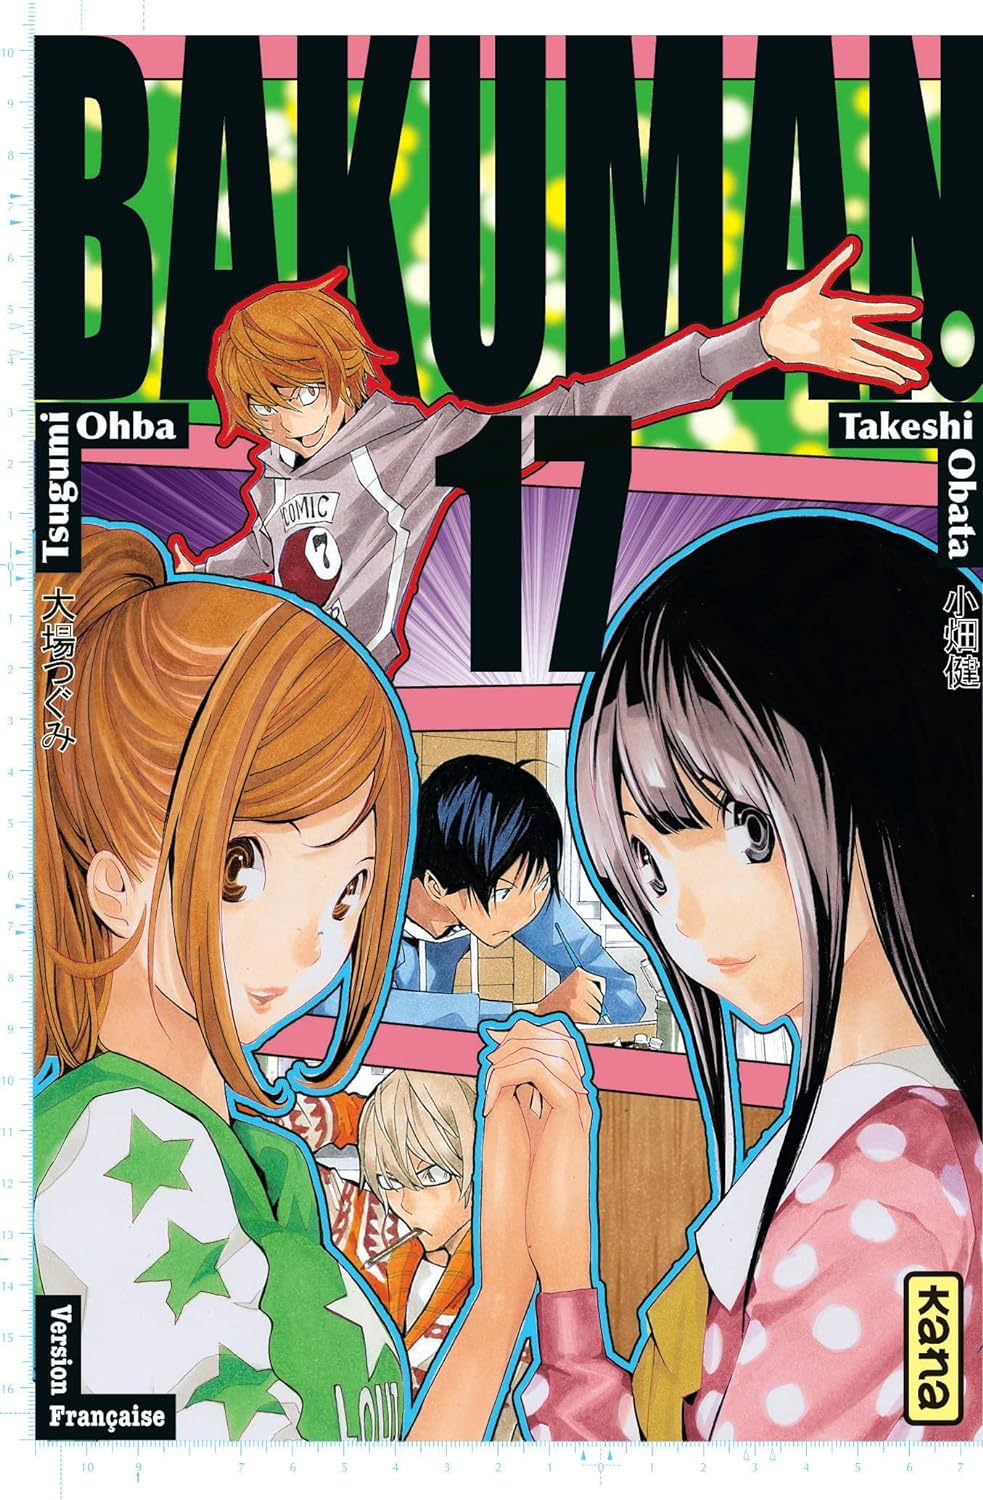 BAKUMAN.
Tsugumi
Ohba
Takeshi
Obata
17
大場つぐみ
小畑健
COMIC
7
LOU
Version
Française
KANA